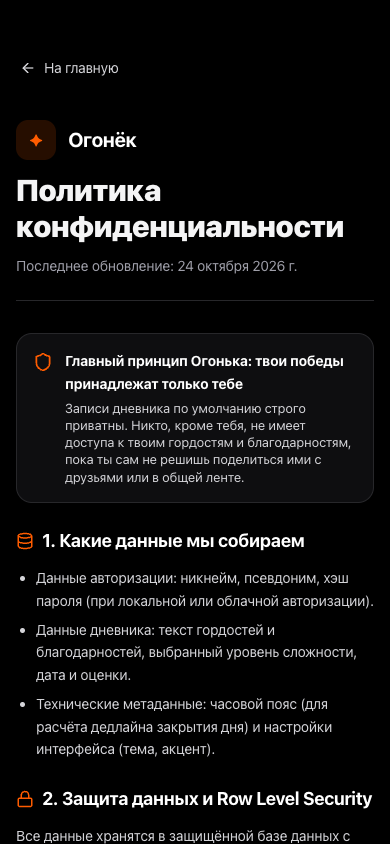 На главную
Огонёк
Политика
конфиденциальности
Последнее обновление: 24 октября 2026 г.
Главный принцип Огонька: твои победы
принадлежат только тебе
Записи дневника по умолчанию строго
приватны. Никто, кроме тебя, не имеет
доступа к твоим гордостям и благодарностям,
пока ты сам не решишь поделиться ими с
друзьями или в общей ленте.
1. Какие данные мы собираем
• Данные авторизации: никнейм, псевдоним, хэш
пароля (при локальной или облачной авторизации).
• Данные дневника: текст гордостей и
благодарностей, выбранный уровень сложности,
дата и оценки.
• Технические метаданные: часовой пояс (для
расчёта дедлайна закрытия дня) и настройки
интерфейса (тема, акцент).
2. Защита данных и Row Level Security
Все данные хранятся в защищённой базе данных с